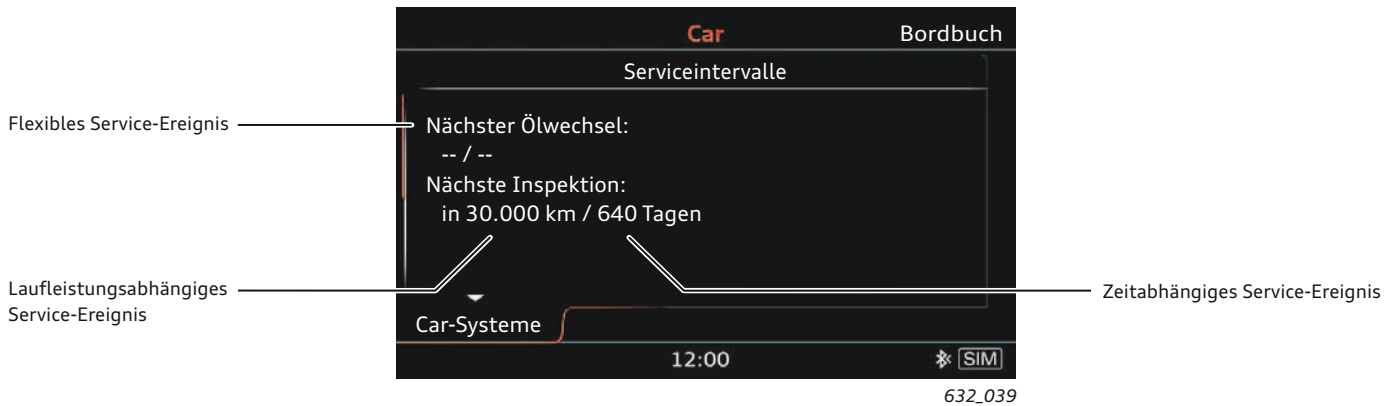 Car
Bordbuch
Serviceintervalle
Flexibles Service-Ereignis
Nächster Ölwechsel:
-- / --
Nächste Inspektion:
in 30.000 km / 640 Tagen
Laufleistungsabhängiges
Service-Ereignis
Zeitabhängiges Service-Ereignis
Car-Systeme
12:00
SIM
632_039